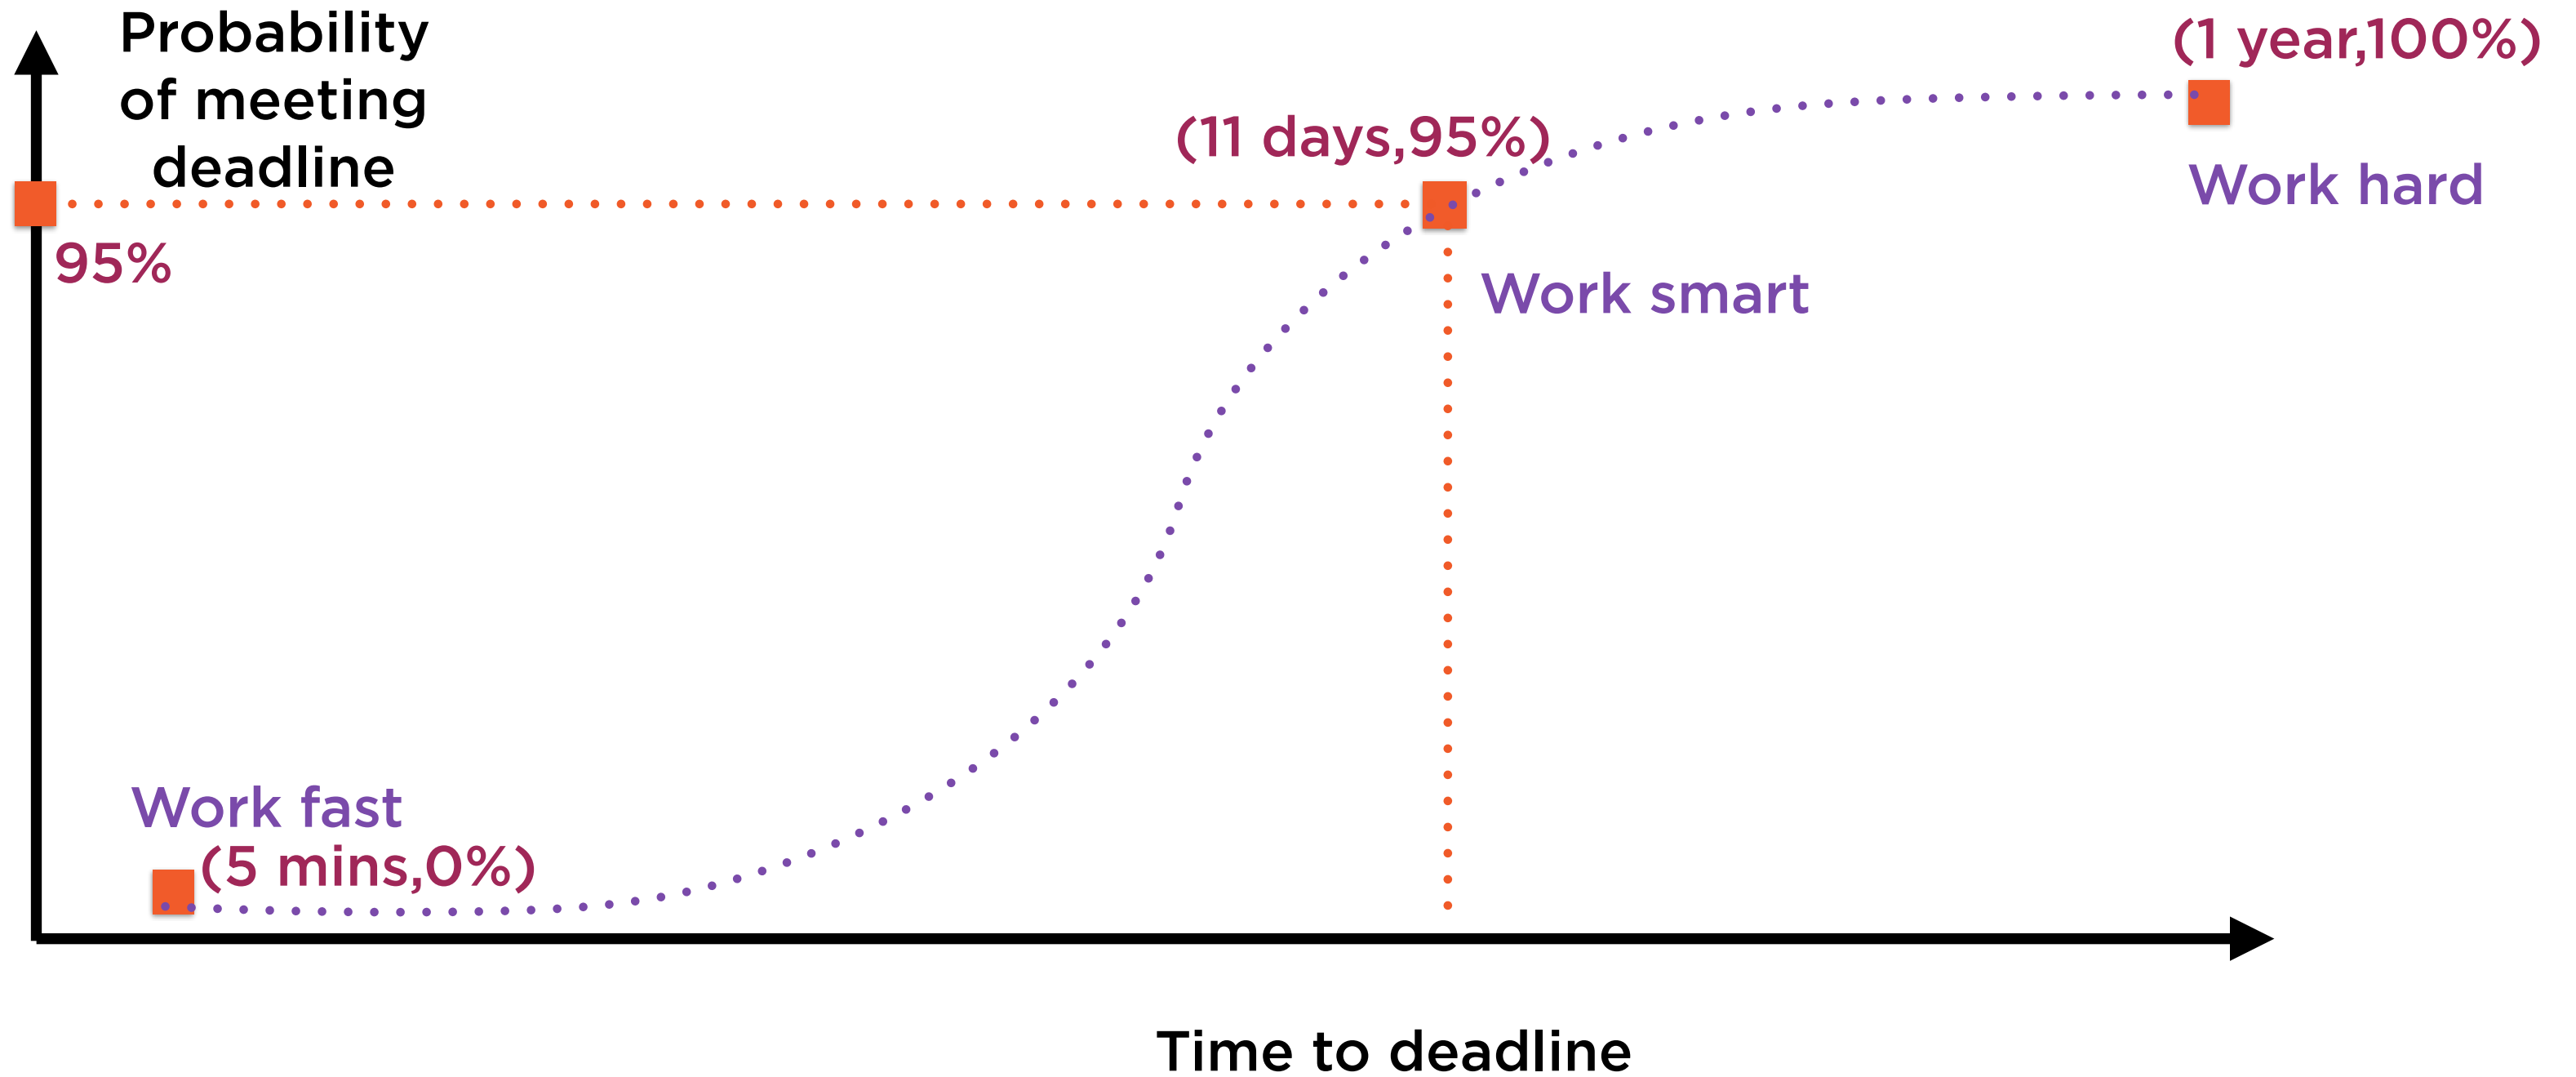 Probability
of meeting
deadline
(1 year,100%)
(11 days,95%)
Work hard
95%
Work smart
Work fast
(5 mins,0%)
Time to deadline